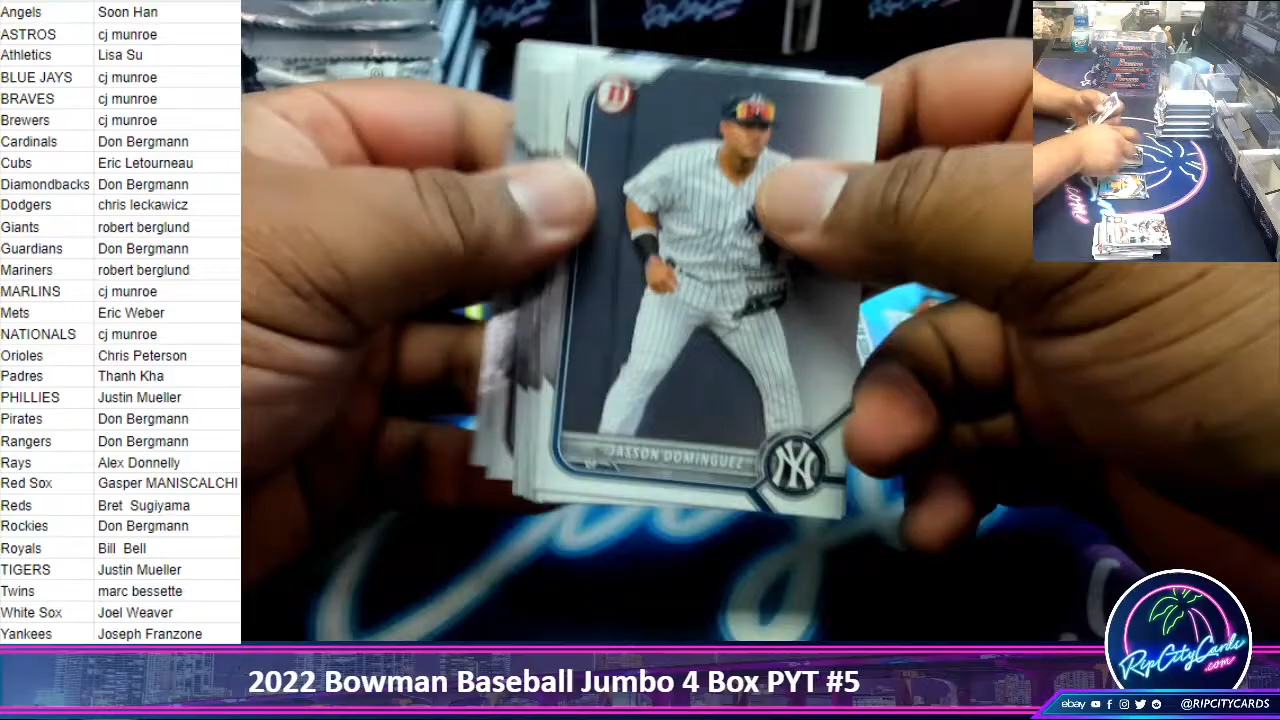 Angels Soon Han
ASTROS cj munroe
Athletics Lisa Su
BLUE JAYS cj munroe
BRAVES cj munroe
Brewers cj munroe
Cardinals Don Bergmann
Cubs Eric Letourneau
Diamondbacks Don Bergmann
Dodgers chris leckawicz
Giants robert berglund
Guardians Don Bergmann
Mariners robert berglund
MARLINS cj munroe
Mets Eric Weber
NATIONALS cj munroe
Orioles Chris Peterson
Padres Thanh Kha
PHILLIES Justin Mueller
Pirates Don Bergmann
Rangers Don Bergmann
Rays Alex Donnelly
Red Sox Gasper MANISCALCHI
Reds Bret Sugiyama
Rockies Don Bergmann
Royals Bill Bell
TIGERS Justin Mueller
Twins marc bessette
White Sox Joel Weaver
Yankees Joseph Franzone
B
JASSON DOMINGUEZ
NY
2022 Bowman Baseball Jumbo 4 Box PYT #5
RipCityCards
.com
ebay @RIPCITYCARDS